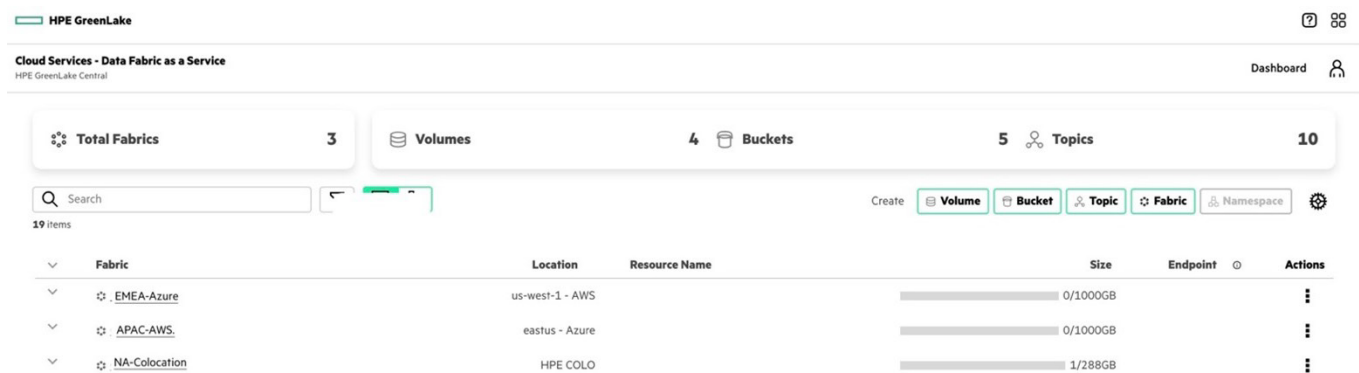 HPE GreenLake
Cloud Services - Data Fabric as a Service
HPE GreenLake Central
Dashboard
Total Fabrics 3 Volumes 4 Buckets 5 Topics 10
Search
Create Volume Bucket Topic Fabric Namespace
19 items
Fabric Location Resource Name Size Endpoint Actions
EMEA-Azure us-west-1 - AWS 0/1000GB
APAC-AWS. eastus - Azure 0/1000GB
NA-Colocation HPE COLO 1/288GB